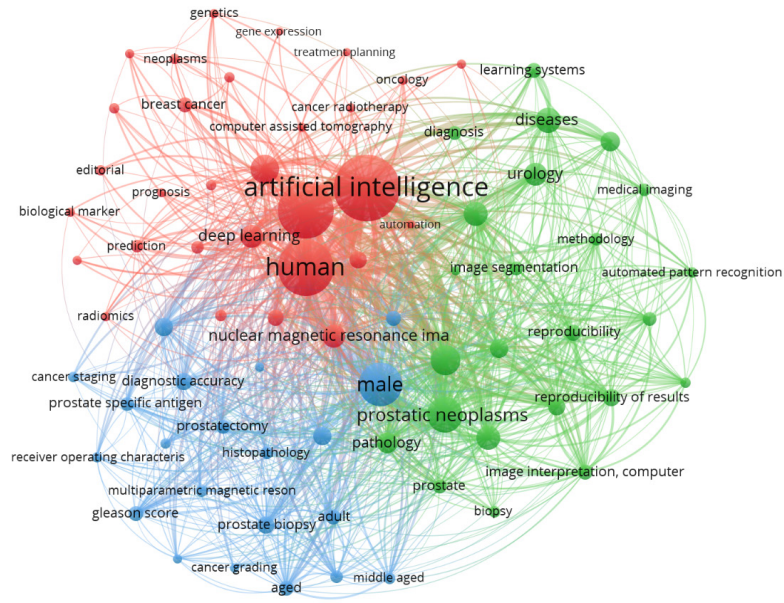 genetics
gene expression
treatment planning
neoplasms
oncology
learning systems
breast cancer
cancer radiotherapy
diseases
computer assisted tomography
diagnosis
editorial
urology
artificial intelligence
prognosis
medical imaging
biological marker
automation
deep learning
methodology
prediction
human
image segmentation
automated pattern recognition
radiomics
nuclear magnetic resonance ima
reproducibility
cancer staging
diagnostic accuracy
male
prostate specific antigen
reproducibility of results
prostatic neoplasms
prostatectomy
pathology
receiver operating characteris
histopathology
image interpretation, computer
prostate
multiparametric magnetic reson
gleason score
biopsy
adult
prostate biopsy
cancer grading
middle aged
aged